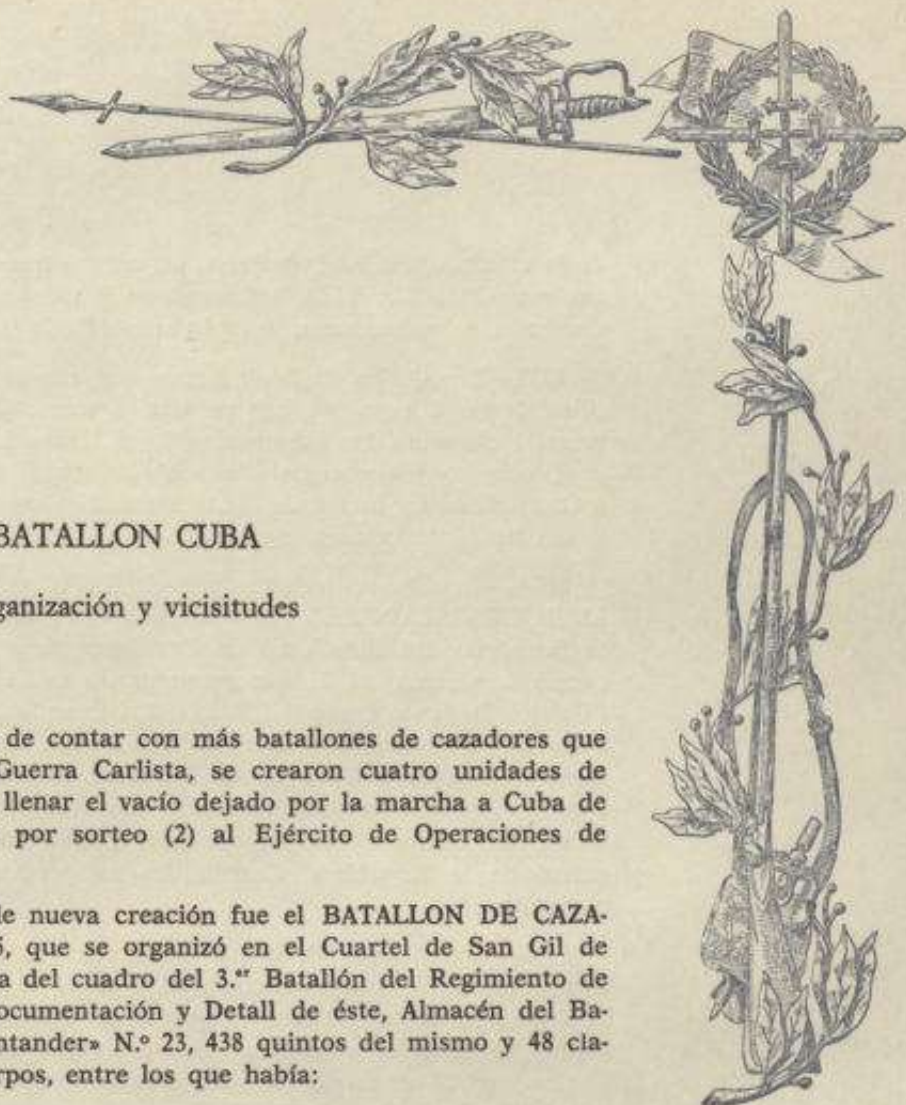 BATALLON CUBA
ganización y vicisitudes
de contar con más batallones de cazadores que
Guerra Carlista, se crearon cuatro unidades de
llenar el vacío dejado por la marcha a Cuba de
por sorteo (2) al Ejército de Operaciones de
de nueva creación fue el BATALLON DE CAZA-
5, que se organizó en el Cuartel de San Gil de
a del cuadro del 3.er Batallón del Regimiento de
ocumentación y Detall de éste, Almacén del Ba-
ntander» N.º 23, 438 quintos del mismo y 48 cla-
erpos, entre los que había: